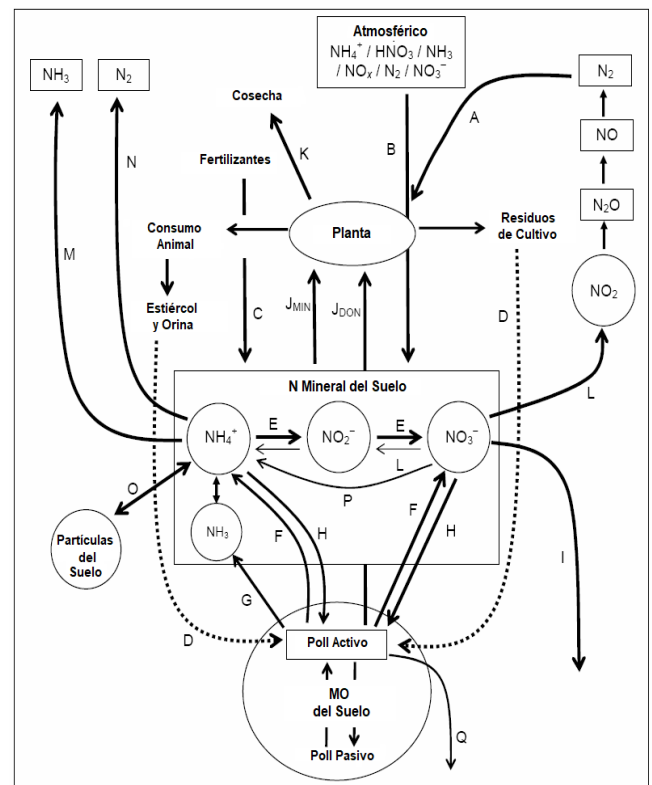 Atmosférico
NH₄⁺ / HNO₃ / NH₃
/ NOx / N₂ / NO₃⁻
NH₃
N₂
N₂
Cosecha
A
NO
K
B
N
Fertilizantes
N₂O
Consumo
Animal
Planta
Residuos
de Cultivo
M
NO₂
Estiércol
y Orina
C
J MIN
J DON
D
L
N Mineral del Suelo
NH₄⁺
E
NO₂⁻
E
NO₃⁻
L
P
O
F
H
F
H
NH₃
Partículas
del
Suelo
I
G
D
Poll Activo
MO
del Suelo
Poll Pasivo
Q